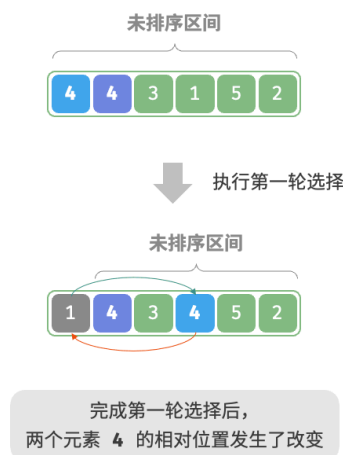 未排序区间
4 4 3 1 5 2
执行第一轮选择
未排序区间
1 4 3 4 5 2
完成第一轮选择后，
两个元素 4 的相对位置发生了改变